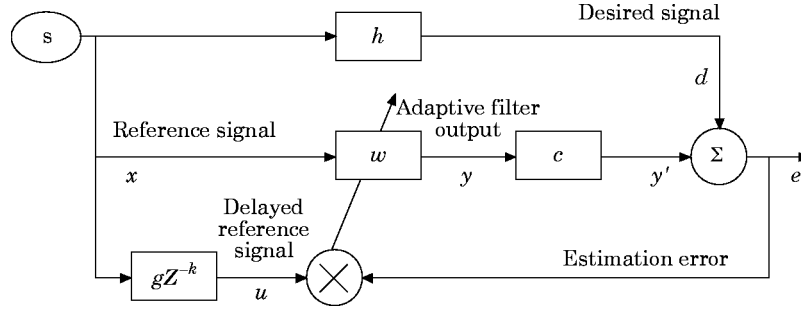 Desired signal
s
h
d
Reference signal
Adaptive filter
output
w
c
Σ
x
y
y'
e
Delayed
reference
signal
Estimation error
gZ⁻ᵏ
u